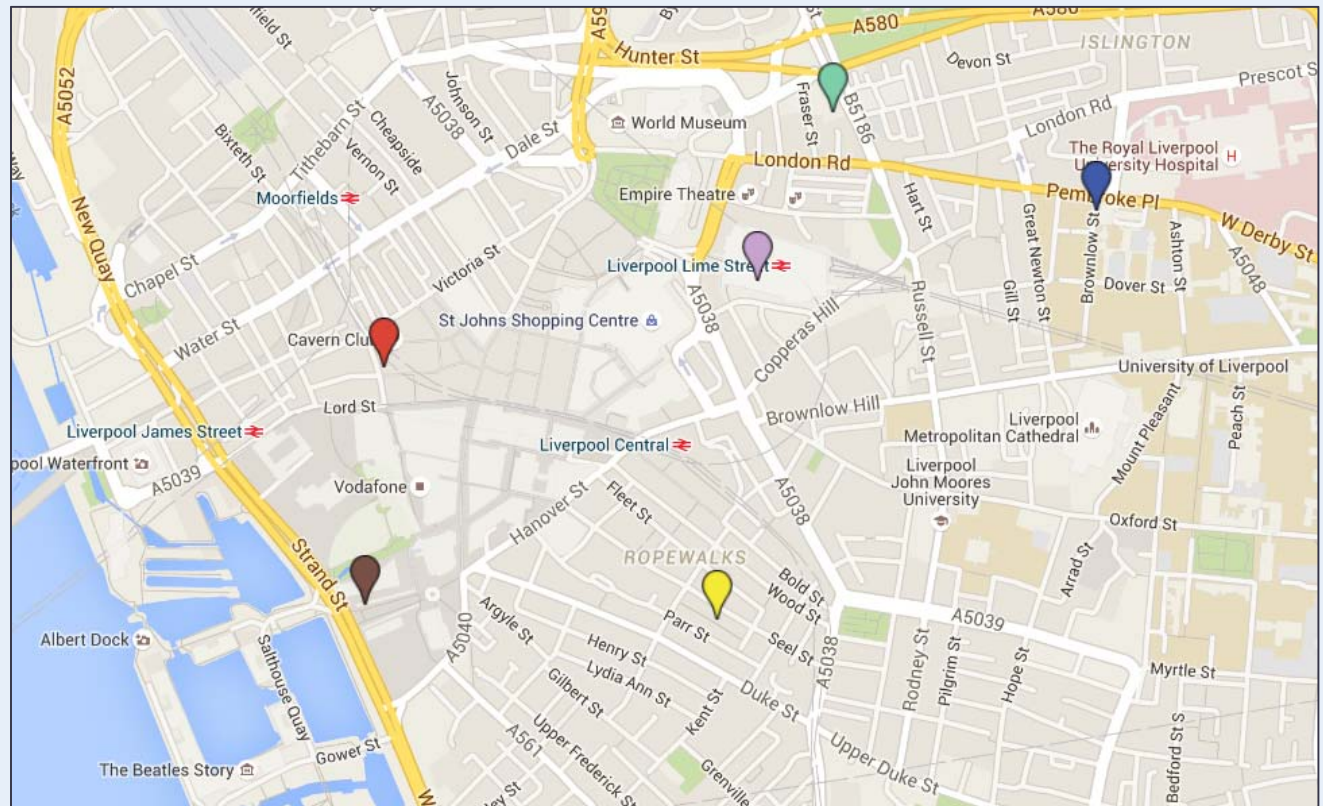 A580
A580
Hunter St
ISLINGTON
Devon St
A5052
Johnson St
A5038
Fraser St
B5186
Prescot S
London Rd
World Museum
Dale St
Cheapside
Bixteth St
Tithebarn St
Vernon St
The Royal Liverpool
University Hospital
H
London Rd
Empire Theatre
Pembroke Pl
Moorfields
Hart St
W Derby St
New Quay
Great Newton St
Brownlow St
Ashton St
A5048
Chapel St
Victoria St
Liverpool Lime Street
Dover St
Gill St
A5038
Russell St
Water St
St Johns Shopping Centre
Copperas Hill
Cavern Club
University of Liverpool
Lord St
Brownlow Hill
Liverpool
Metropolitan Cathedral
Mount Pleasant
Peach St
Liverpool James Street
Liverpool Central
pool Waterfront
A5039
Vodafone
Liverpool
John Moores
University
A5038
Hanover St
Fleet St
Oxford St
ROPEWALKS
Strand St
Arrad St
Bold St
Wood St
A5039
Albert Dock
Salthouse Quay
A5040
Argyle St
Parr St
Seel St
Henry St
Lydia Ann St
Gilbert St
Duke St
Kent St
A5038
Rodney St
Pilgrim St
Hope St
Myrtle St
Gower St
A561
Upper Frederick St
Upper Duke St
Grenville
Bedford St S
The Beatles Story
ley St
W